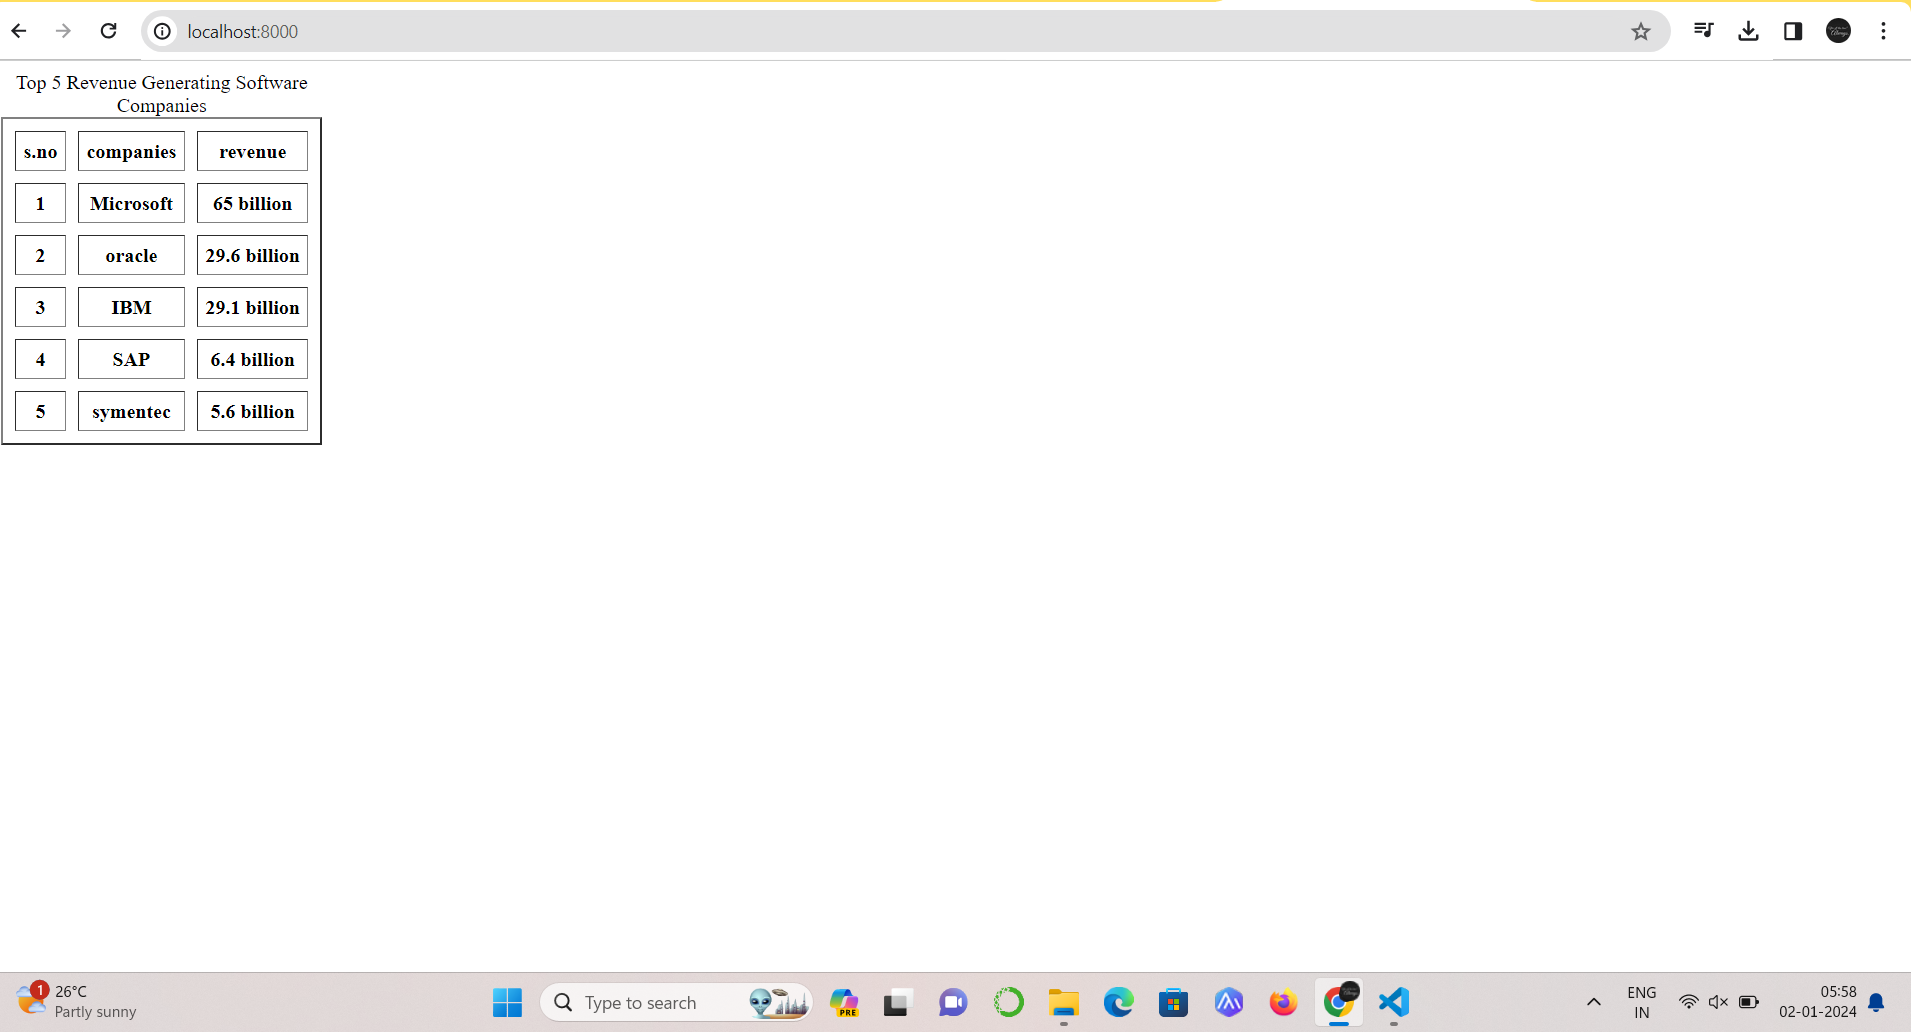 localhost:8000
Top 5 Revenue Generating Software
Companies
s.no companies revenue
1 Microsoft 65 billion
2 oracle 29.6 billion
3 IBM 29.1 billion
4 SAP 6.4 billion
5 symentec 5.6 billion
1
26°C
Partly sunny
Type to search
PRE
ENG
IN
05:58
02-01-2024